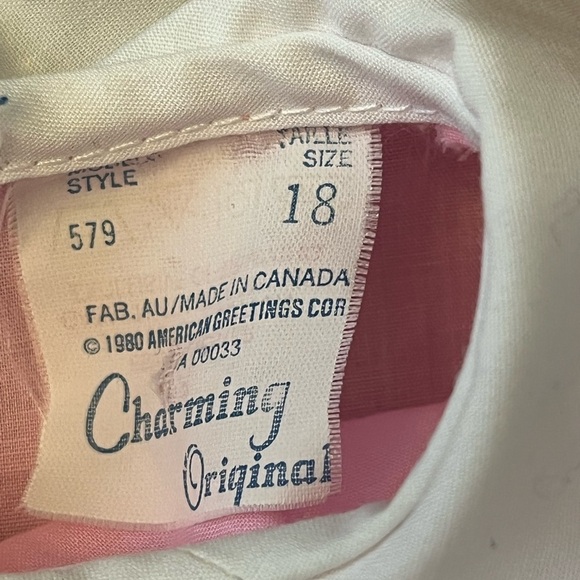 TAILLE
STYLE SIZE
579 18
FAB. AU/MADE IN CANADA
© 1980 AMERICAN GREETINGS COR
A 00033
Charming
Original